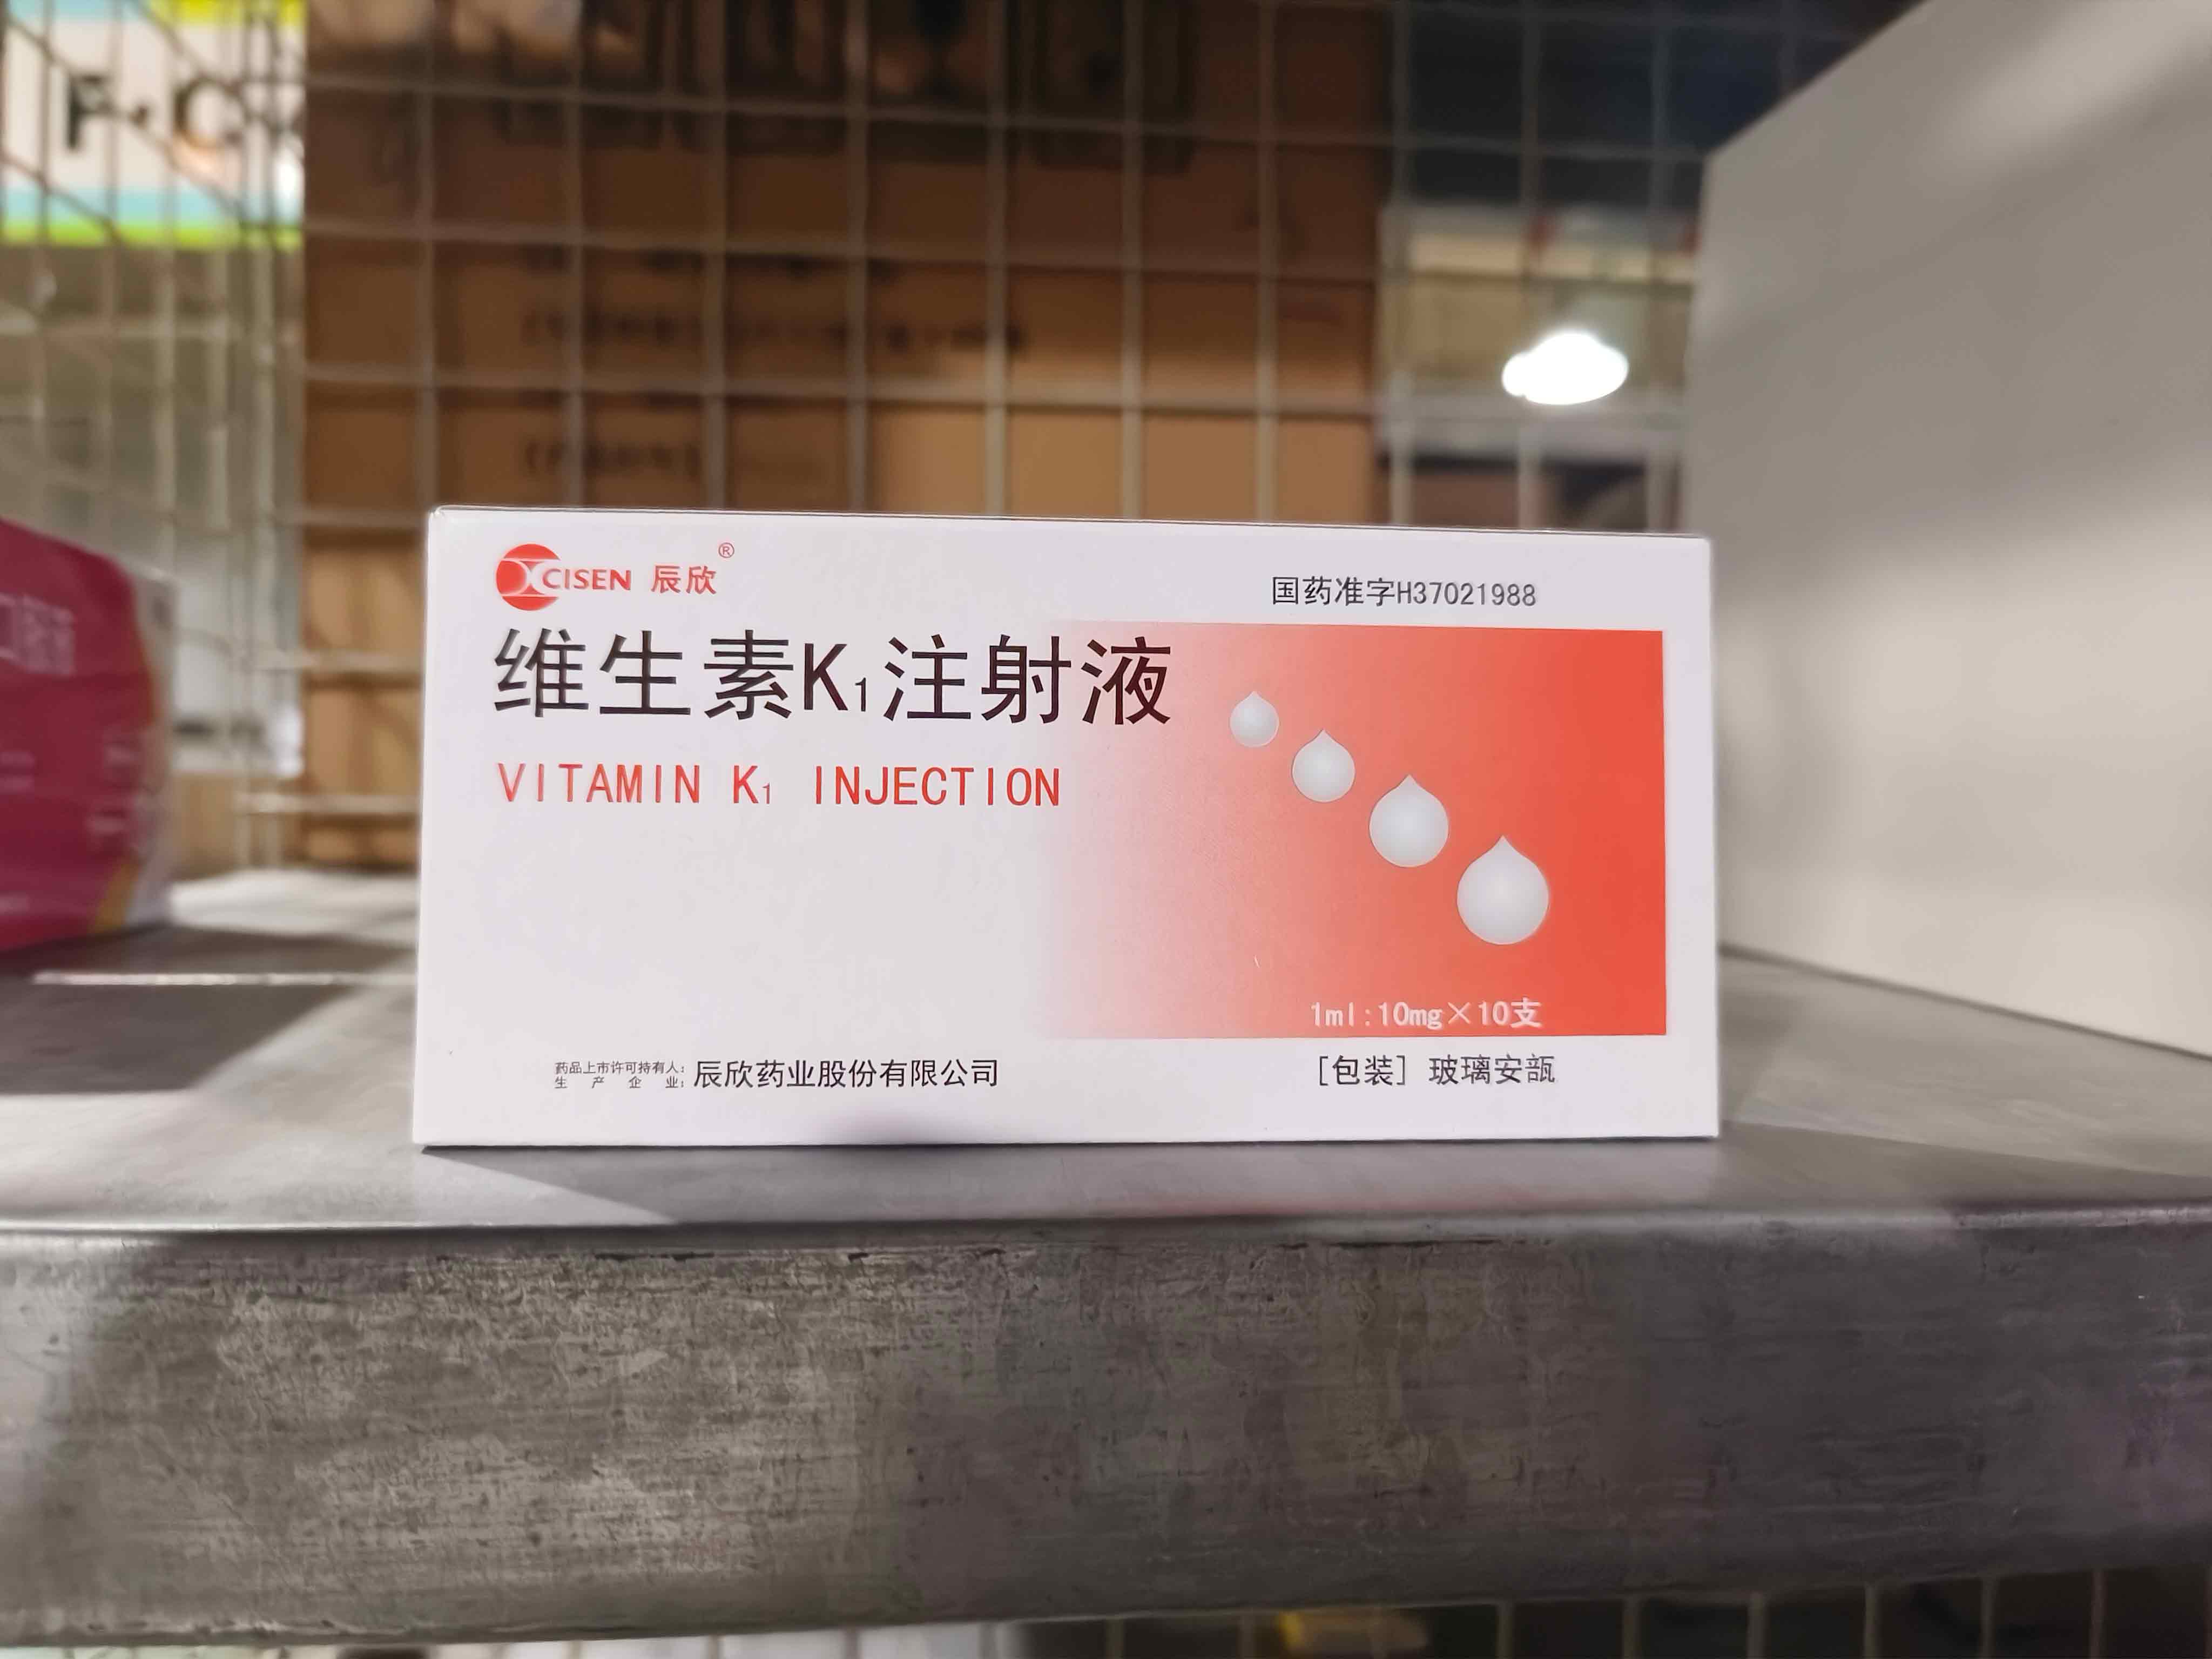 CISEN 辰欣®
国药准字H37021988
维生素K1注射液
VITAMIN K1 INJECTION
1ml:10mg×10支
药品上市许可持有人:
生产企业:
辰欣药业股份有限公司
[包装] 玻璃安瓿